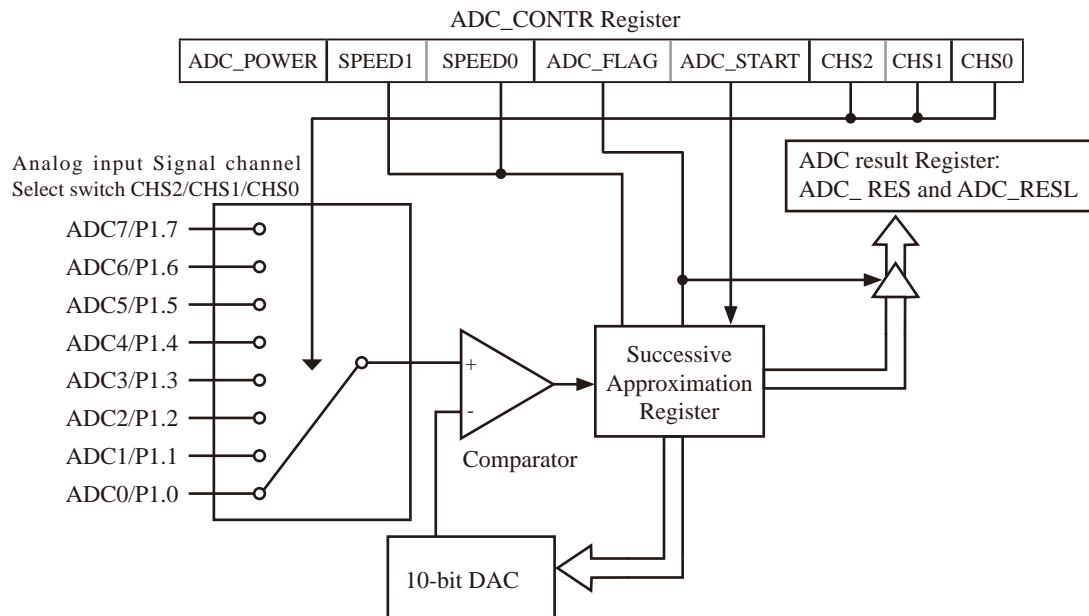 ADC_CONTR Register
ADC_POWER SPEED1 SPEED0 ADC_FLAG ADC_START CHS2 CHS1 CHS0
Analog input Signal channel
Select switch CHS2/CHS1/CHS0
ADC result Register:
ADC_ RES and ADC_RESL
ADC7/P1.7
ADC6/P1.6
ADC5/P1.5
ADC4/P1.4
ADC3/P1.3
ADC2/P1.2
ADC1/P1.1
ADC0/P1.0
+
-
Comparator
Successive
Approximation
Register
10-bit DAC